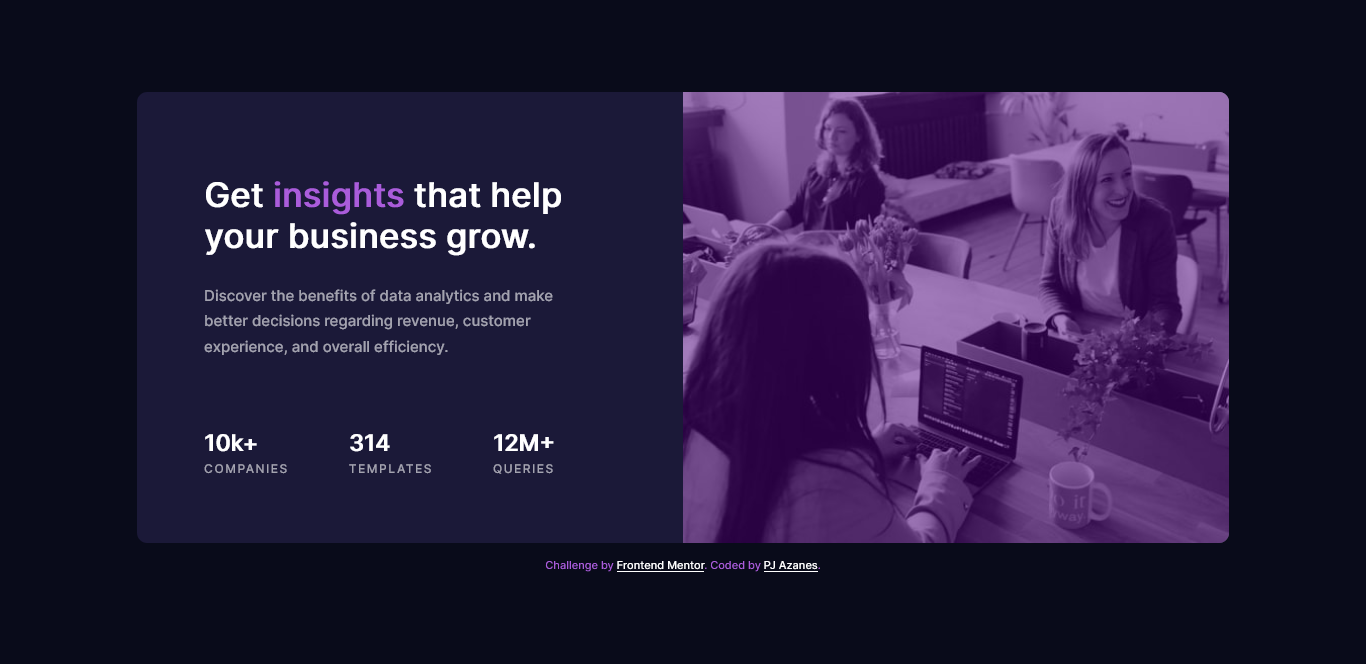 Get insights that help
your business grow.
Discover the benefits of data analytics and make
better decisions regarding revenue, customer
experience, and overall efficiency.
10k+ 314 12M+
COMPANIES TEMPLATES QUERIES
Challenge by Frontend Mentor. Coded by PJ Azanes.